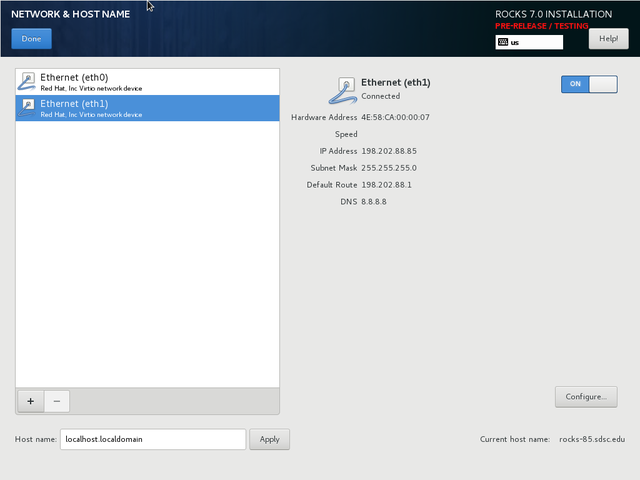 NETWORK & HOST NAME
ROCKS 7.0 INSTALLATION
PRE-RELEASE / TESTING
Done
us
Help!
Ethernet (eth0)
Red Hat, Inc Virtio network device
Ethernet (eth1)
Red Hat, Inc Virtio network device
Ethernet (eth1)
Connected
ON
Hardware Address 4E:58:CA:00:00:07
Speed
IP Address 198.202.88.85
Subnet Mask 255.255.255.0
Default Route 198.202.88.1
DNS 8.8.8.8
+ −
Configure...
Host name: localhost.localdomain Apply
Current host name: rocks-85.sdsc.edu